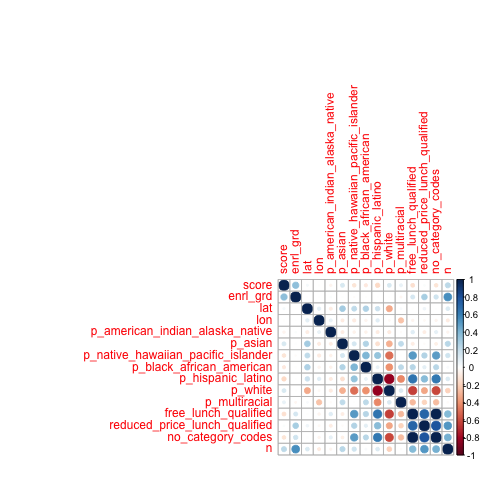 score
enrl_grd
lat
lon
p_american_indian_alaska_native
p_asian
p_native_hawaiian_pacific_islander
p_black_african_american
p_hispanic_latino
p_white
p_multiracial
free_lunch_qualified
reduced_price_lunch_qualified
no_category_codes
n
score
enrl_grd
lat
lon
p_american_indian_alaska_native
p_asian
p_native_hawaiian_pacific_islander
p_black_african_american
p_hispanic_latino
p_white
p_multiracial
free_lunch_qualified
reduced_price_lunch_qualified
no_category_codes
n
1
0.8
0.6
0.4
0.2
0
-0.2
-0.4
-0.6
-0.8
-1